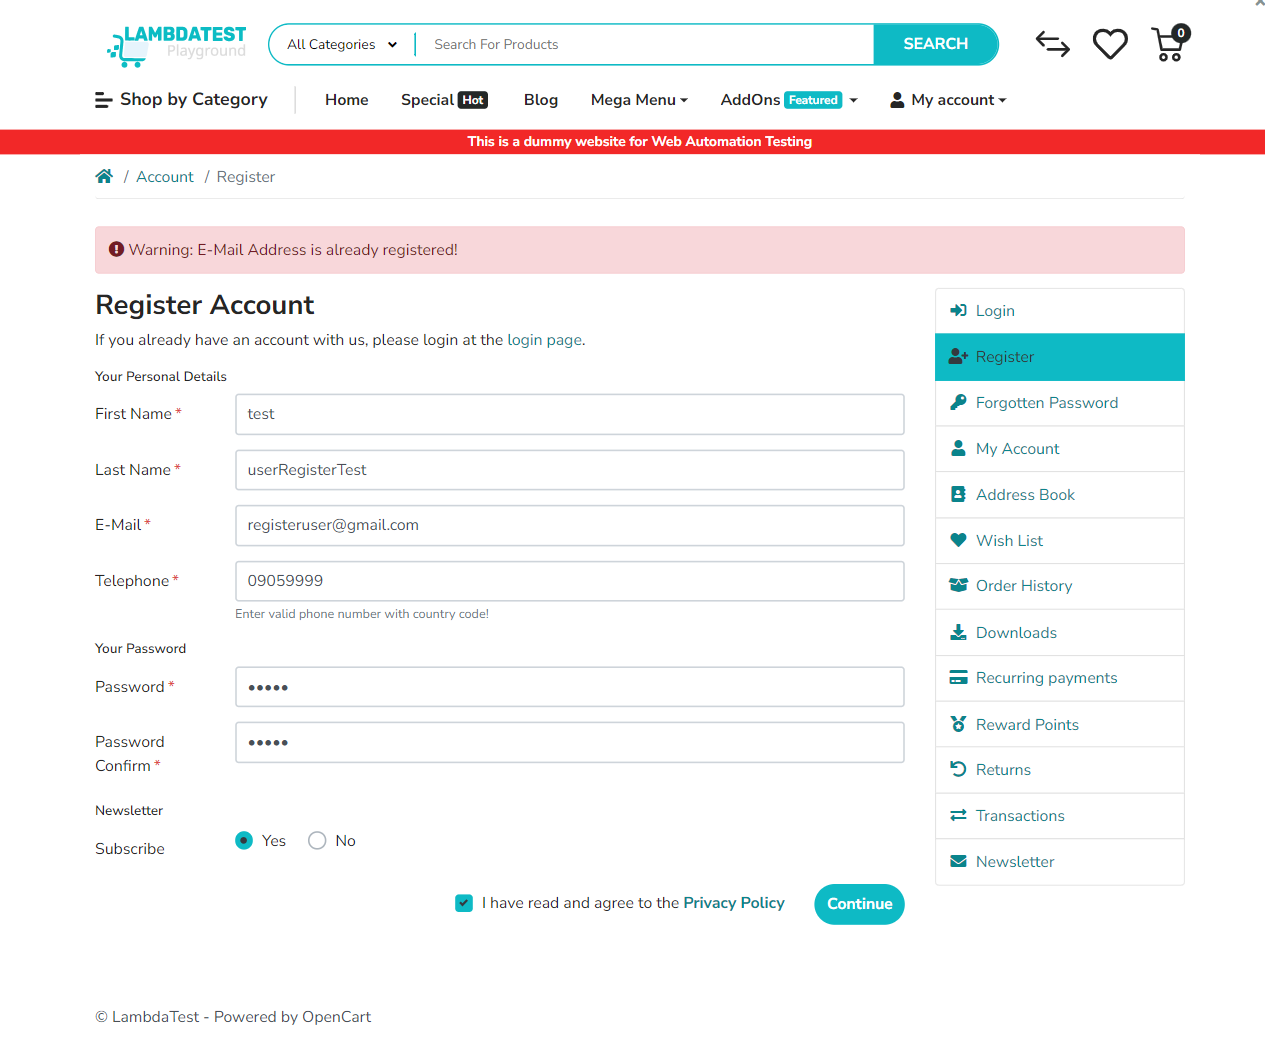 LAMBDATEST
Playground
All Categories
Search For Products
SEARCH
0
Shop by Category
Home
Special Hot
Blog
Mega Menu
AddOns Featured
My account
This is a dummy website for Web Automation Testing
/ Account / Register
Warning: E-Mail Address is already registered!
Register Account
If you already have an account with us, please login at the login page.
Your Personal Details
First Name *
test
Last Name *
userRegisterTest
E-Mail *
registeruser@gmail.com
Telephone *
09059999
Enter valid phone number with country code!
Your Password
Password *
•••••
Password
Confirm *
•••••
Newsletter
Subscribe
Yes
No
I have read and agree to the Privacy Policy
Continue
Login
Register
Forgotten Password
My Account
Address Book
Wish List
Order History
Downloads
Recurring payments
Reward Points
Returns
Transactions
Newsletter
© LambdaTest - Powered by OpenCart